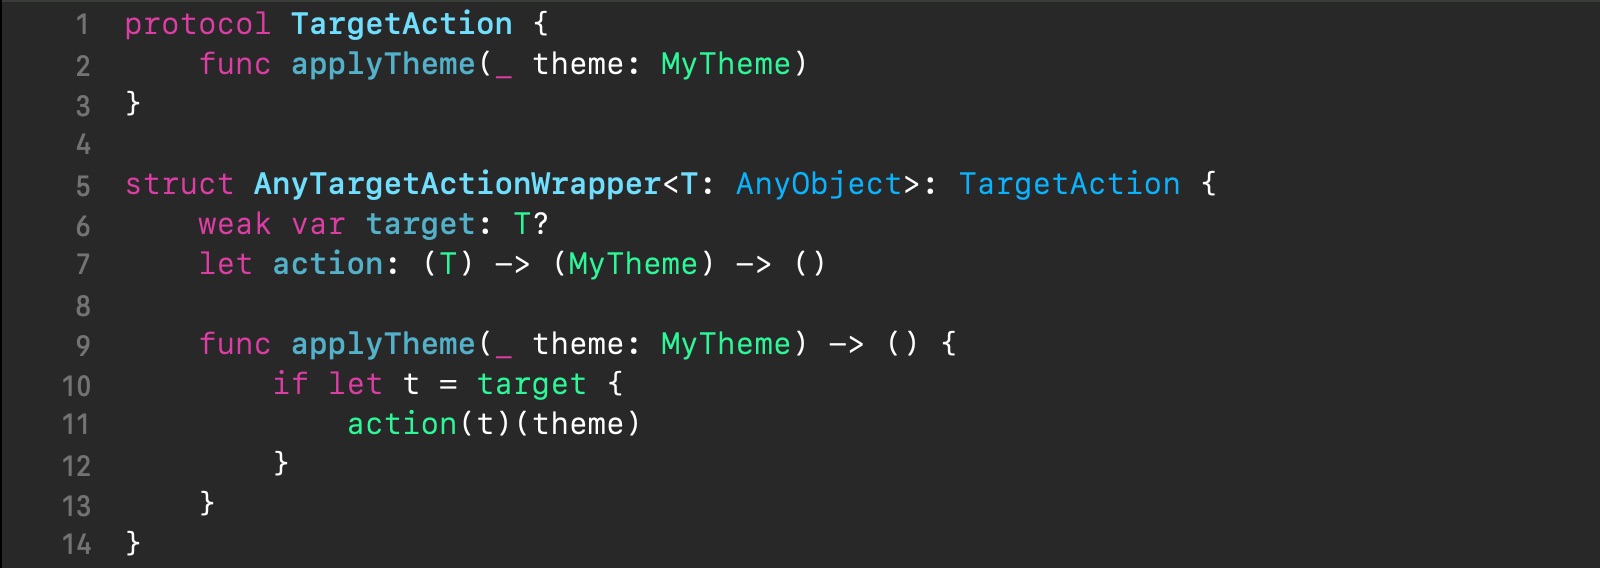 1 protocol TargetAction {
2     func applyTheme(_ theme: MyTheme)
3 }
4
5 struct AnyTargetActionWrapper<T: AnyObject>: TargetAction {
6     weak var target: T?
7     let action: (T) -> (MyTheme) -> ()
8
9     func applyTheme(_ theme: MyTheme) -> () {
10         if let t = target {
11             action(t)(theme)
12         }
13     }
14 }